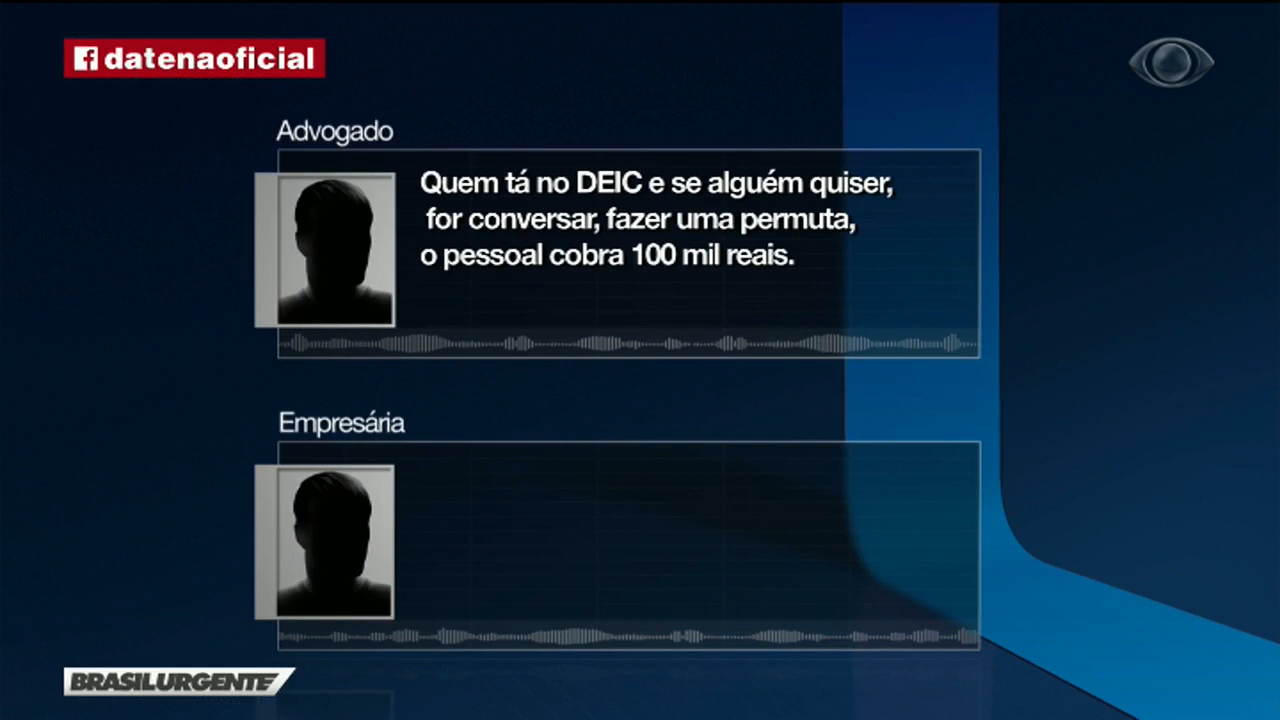 datenaoficial
Advogado
Quem tá no DEIC e se alguém quiser,
for conversar, fazer uma permuta,
o pessoal cobra 100 mil reais.
Empresária
BRASILURGENTE